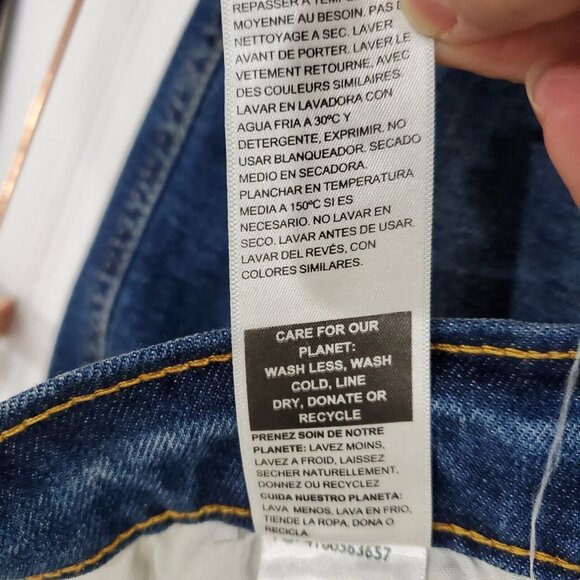 REPASSER A TEMP
MOYENNE AU BESOIN, PAS D
NETTOYAGE A SEC. LAVER
AVANT DE PORTER. LAVER LE
VETEMENT RETOURNE, AVEC
DES COULEURS SIMILAIRES.
LAVAR EN LAVADORA CON
AGUA FRIA A 30ºC Y
DETERGENTE, EXPRIMIR. NO
USAR BLANQUEADOR. SECADO
MEDIO EN SECADORA.
PLANCHAR EN TEMPERATURA
MEDIA A 150ºC SI ES
NECESARIO. NO LAVAR EN
SECO. LAVAR ANTES DE USAR.
LAVAR DEL REVÉS, CON
COLORES SIMILARES.
CARE FOR OUR
PLANET:
WASH LESS, WASH
COLD, LINE
DRY, DONATE OR
RECYCLE
PRENEZ SOIN DE NOTRE
PLANETE: LAVEZ MOINS,
LAVEZ A FROID, LAISSEZ
SECHER NATURELLEMENT,
DONNEZ OU RECYCLEZ
CUIDA NUESTRO PLANETA:
LAVA MENOS, LAVA EN FRIO,
TIENDE LA ROPA, DONA O
RECICLA.